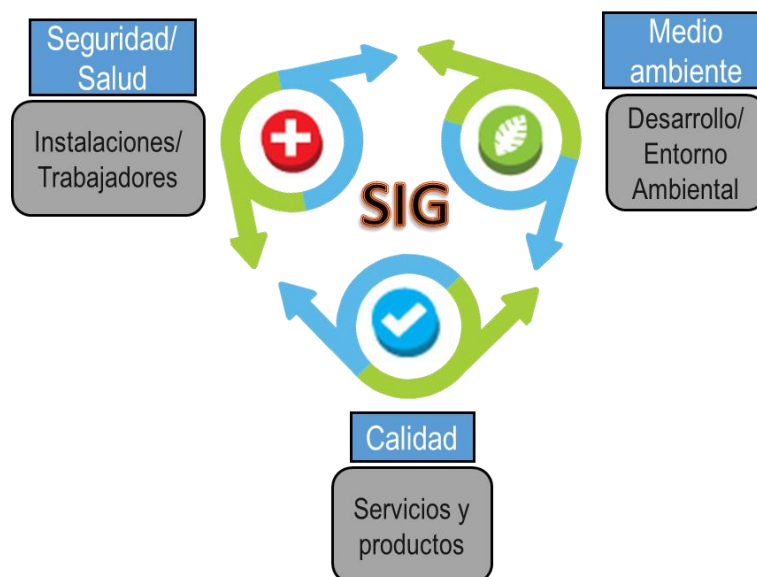 Seguridad/
Salud
Instalaciones/
Trabajadores
Medio
ambiente
Desarrollo/
Entorno
Ambiental
SIG
Calidad
Servicios y
productos